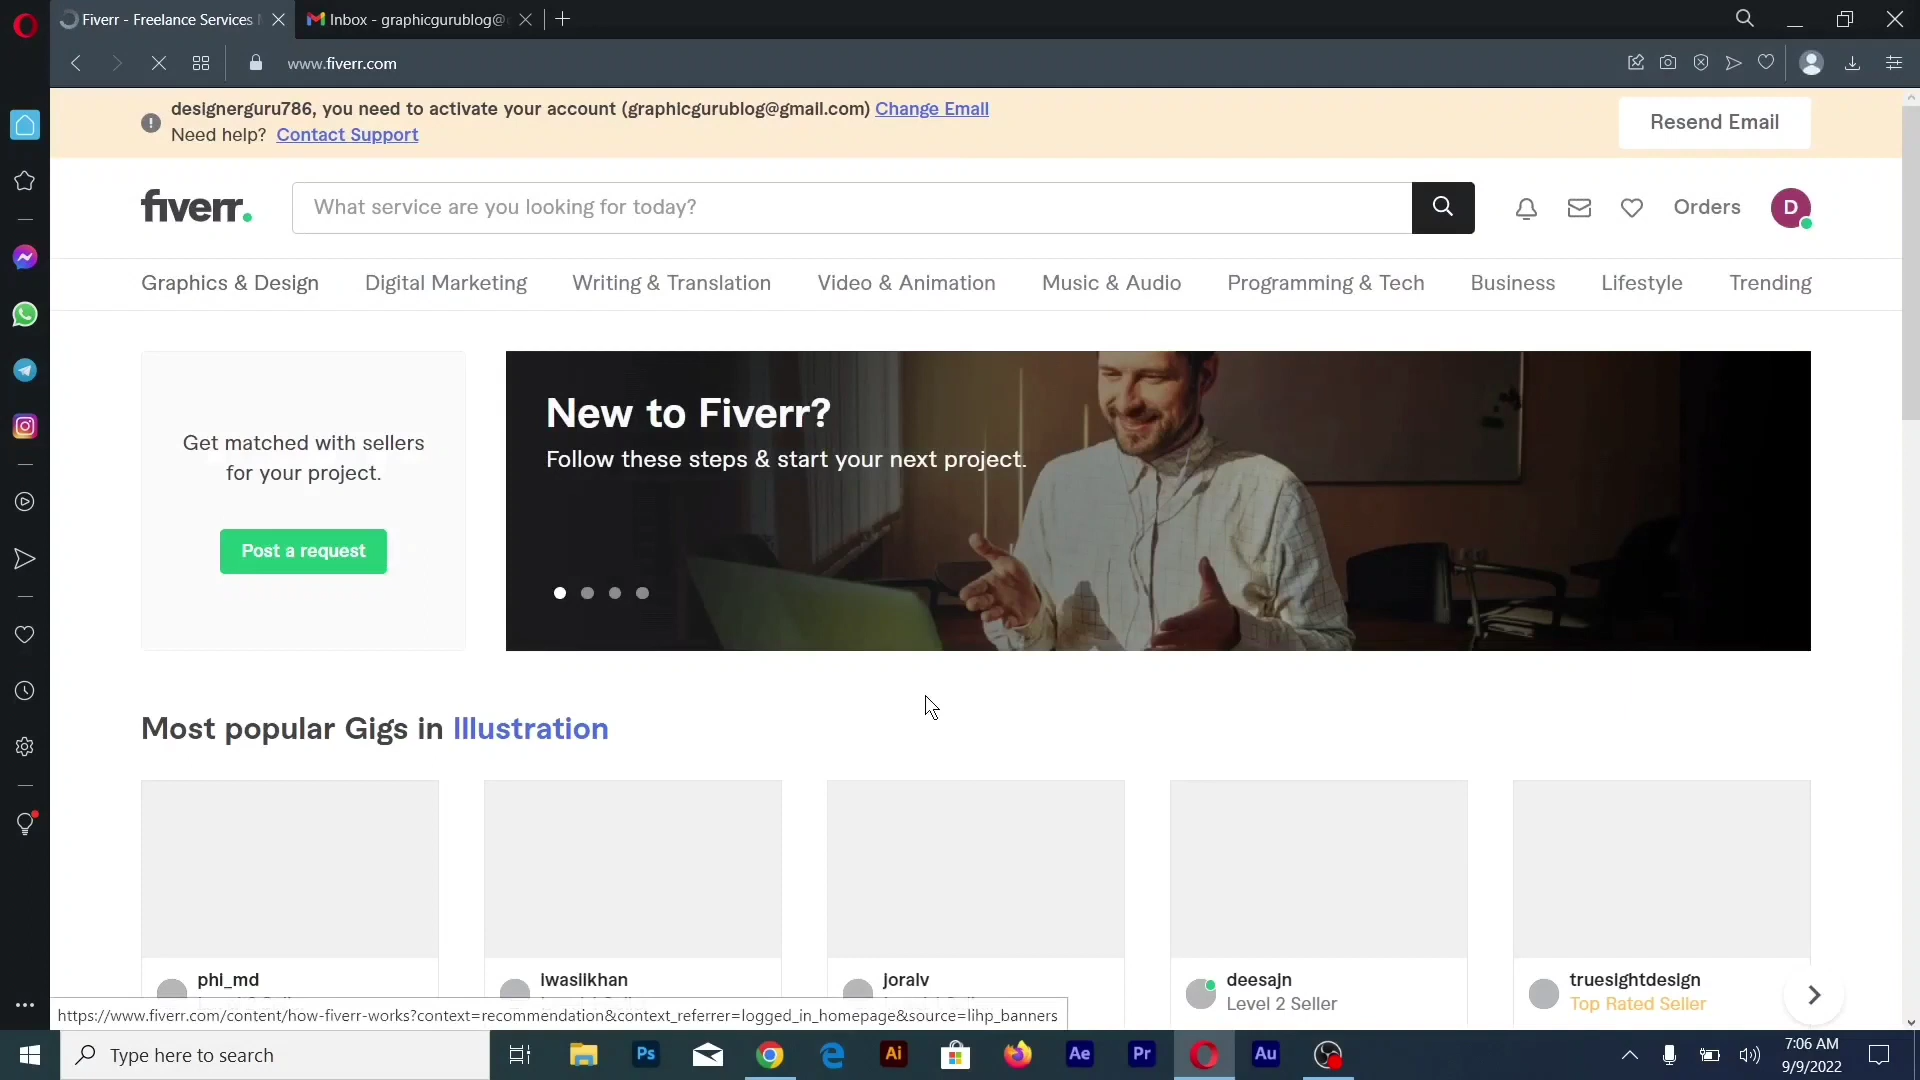 Fiverr - Freelance Services
Inbox - graphicgurublog@
www.fiverr.com
designerguru786, you need to activate your account (graphicgurublog@gmail.com) Change Email
Need help? Contact Support
Resend Email
fiverr.
What service are you looking for today?
Orders
D
Graphics & Design
Digital Marketing
Writing & Translation
Video & Animation
Music & Audio
Programming & Tech
Business
Lifestyle
Trending
Get matched with sellers
for your project.
Post a request
New to Fiverr?
Follow these steps & start your next project.
Most popular Gigs in Illustration
phi_md
iwasiikhan
joralv
deesajn
Level 2 Seller
truesightdesign
Top Rated Seller
https://www.fiverr.com/content/how-fiverr-works?context=recommendation&context_referrer=logged_in_homepage&source=lihp_banners
Type here to search
Ps
Ai
Ae
Pr
Au
7:06 AM
9/9/2022